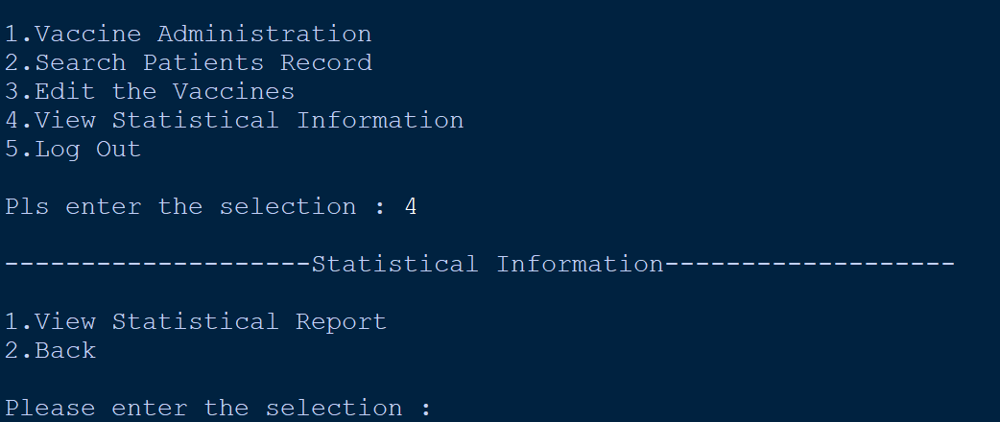 1.Vaccine Administration
2.Search Patients Record
3.Edit the Vaccines
4.View Statistical Information
5.Log Out
Pls enter the selection : 4
--------------------Statistical Information-------------------
1.View Statistical Report
2.Back
Please enter the selection :